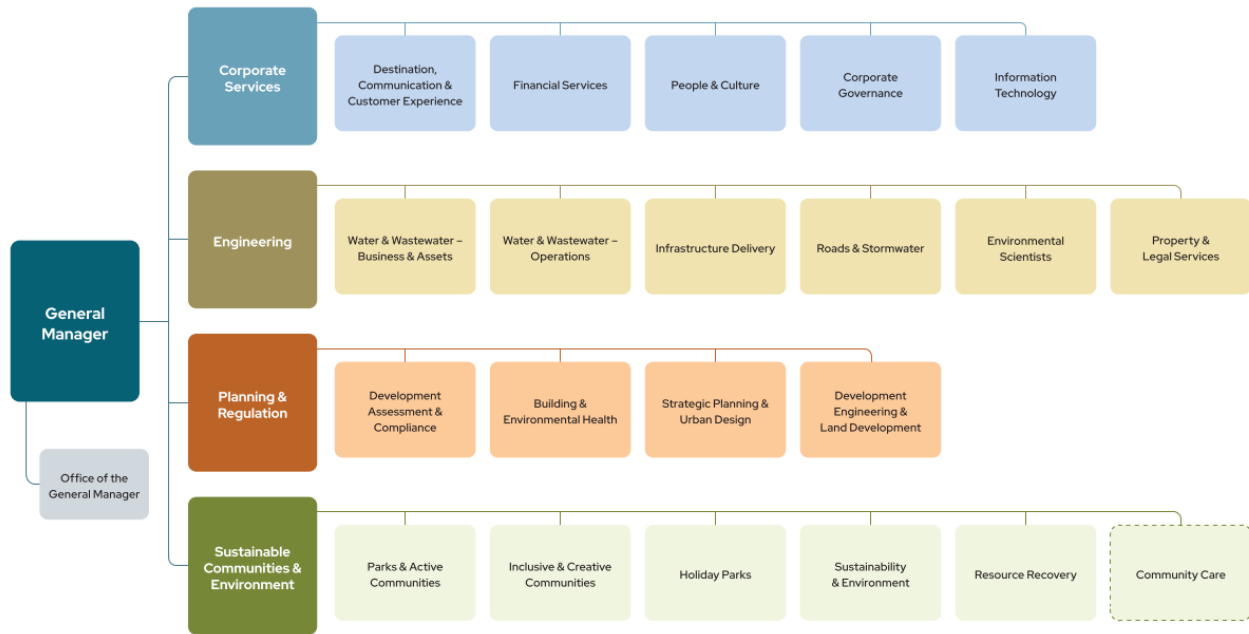 General
Manager
Office of the
General Manager
Corporate
Services
Destination,
Communication &
Customer Experience
Financial Services
People & Culture
Corporate
Governance
Information
Technology
Engineering
Water & Wastewater –
Business & Assets
Water & Wastewater –
Operations
Infrastructure Delivery
Roads & Stormwater
Environmental
Scientists
Property &
Legal Services
Planning &
Regulation
Development
Assessment &
Compliance
Building &
Environmental Health
Strategic Planning &
Urban Design
Development
Engineering &
Land Development
Sustainable
Communities &
Environment
Parks & Active
Communities
Inclusive & Creative
Communities
Holiday Parks
Sustainability
& Environment
Resource Recovery
Community Care